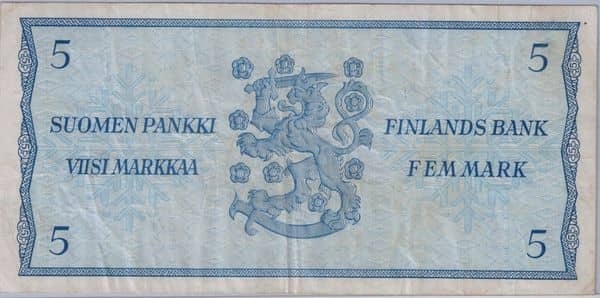 5 5
SUOMEN PANKKI FINLANDS BANK
VIISI MARKKAA FEM MARK
5 5